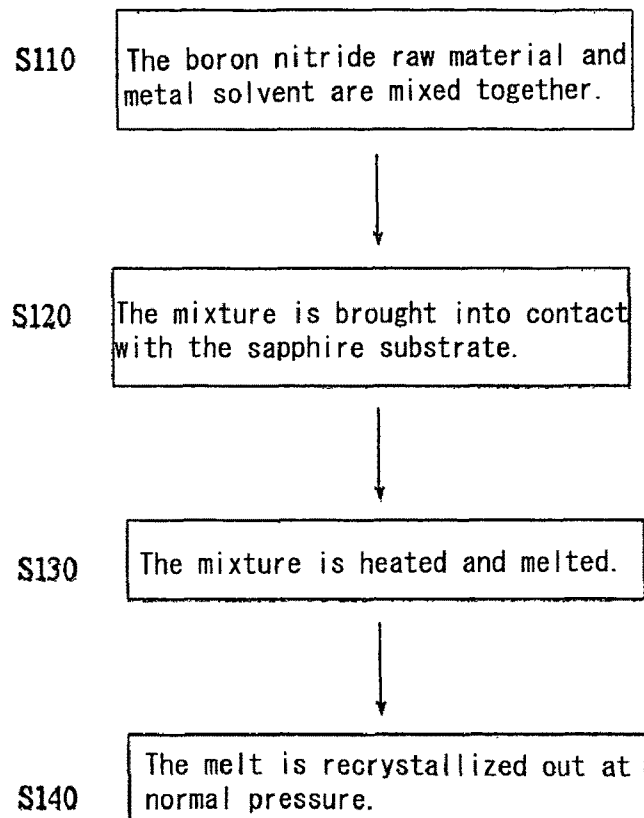 S110
The boron nitride raw material and
metal solvent are mixed together.
S120
The mixture is brought into contact
with the sapphire substrate.
S130
The mixture is heated and melted.
S140
The melt is recrystallized out at
normal pressure.